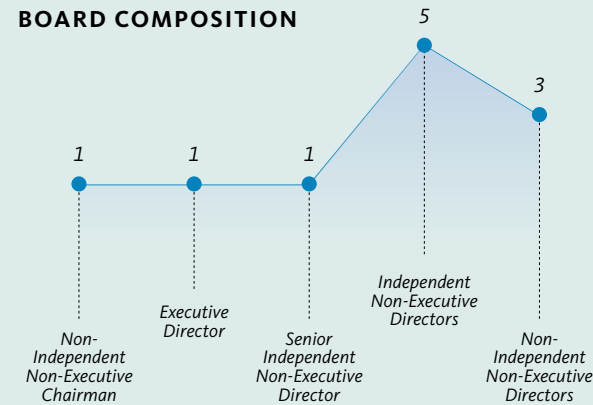 BOARD COMPOSITION
1
1
1
5
3
Non-
Independent
Non-Executive
Chairman
Executive
Director
Senior
Independent
Non-Executive
Director
Independent
Non-Executive
Directors
Non-
Independent
Non-Executive
Directors